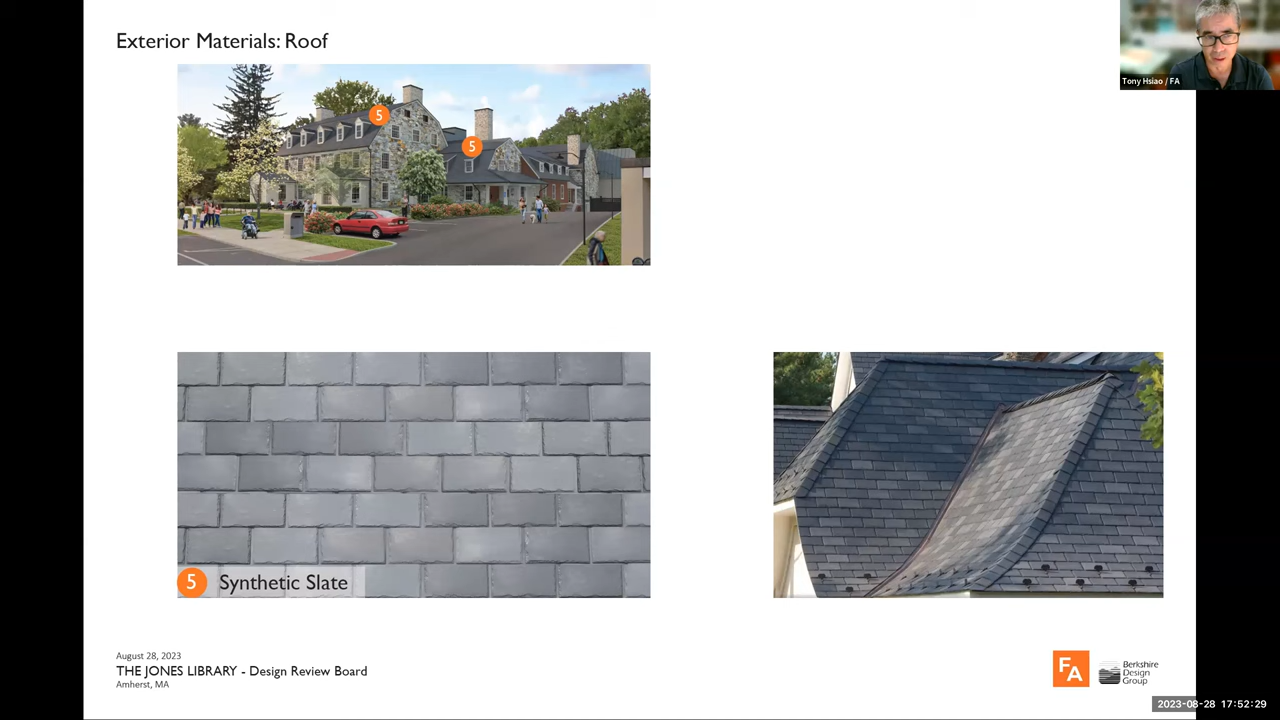 Exterior Materials: Roof
Tony Hsiao / FA
5
5
5 Synthetic Slate
August 28, 2023
THE JONES LIBRARY - Design Review Board
Amherst, MA
FA
Berkshire
Design
Group
2023-08-28 17:52:29